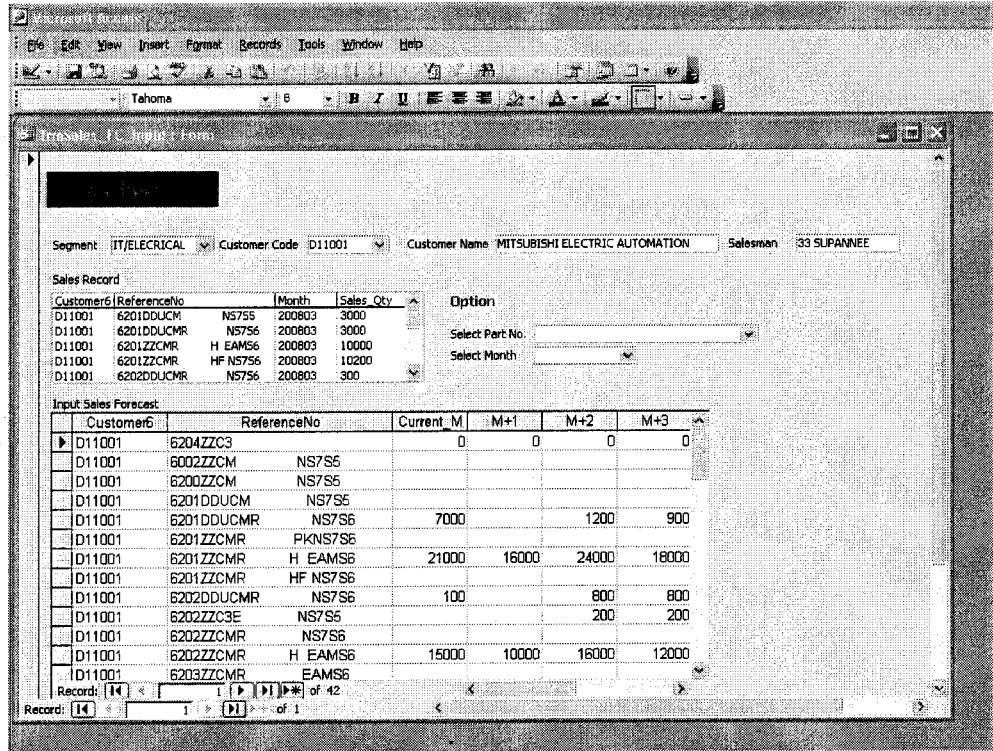 Microsoft Access
File Edit View Insert Format Records Tools Window Help
Tahoma 8 B I U
Input : Form
Segment IT/ELECRICAL Customer Code D11001 Customer Name MITSUBISHI ELECTRIC AUTOMATION Salesman 33 SUPANNEE
Sales Record
Customer6 ReferenceNo Month Sales_Qty
D11001 6201DDUCM NS7S5 200803 3000
D11001 6201DDUCMR NS7S6 200803 3000
D11001 6201ZZCMR H EAMS6 200803 10000
D11001 6201ZZCMR HF NS7S6 200803 10200
D11001 6202DDUCMR NS7S6 200803 300
Option
Select Part No.
Select Month
Input Sales Forecast
Customer6 ReferenceNo Current_M M+1 M+2 M+3
D11001 6204ZZC3 0 0 0 0
D11001 6002ZZCM NS7S5
D11001 6200ZZCM NS7S5
D11001 6201DDUCM NS7S5
D11001 6201DDUCMR NS7S6 7000 1200 900
D11001 6201ZZCMR PKNS7S6
D11001 6201ZZCMR H EAMS6 21000 16000 24000 18000
D11001 6201ZZCMR HF NS7S6
D11001 6202DDUCMR NS7S6 100 800 800
D11001 6202ZZC3E NS7S5 200 200
D11001 6202ZZCMR NS7S6
D11001 6202ZZCMR H EAMS6 15000 10000 16000 12000
D11001 6203ZZCMR EAMS6
Record: 1 of 42
Record: 1 of 1